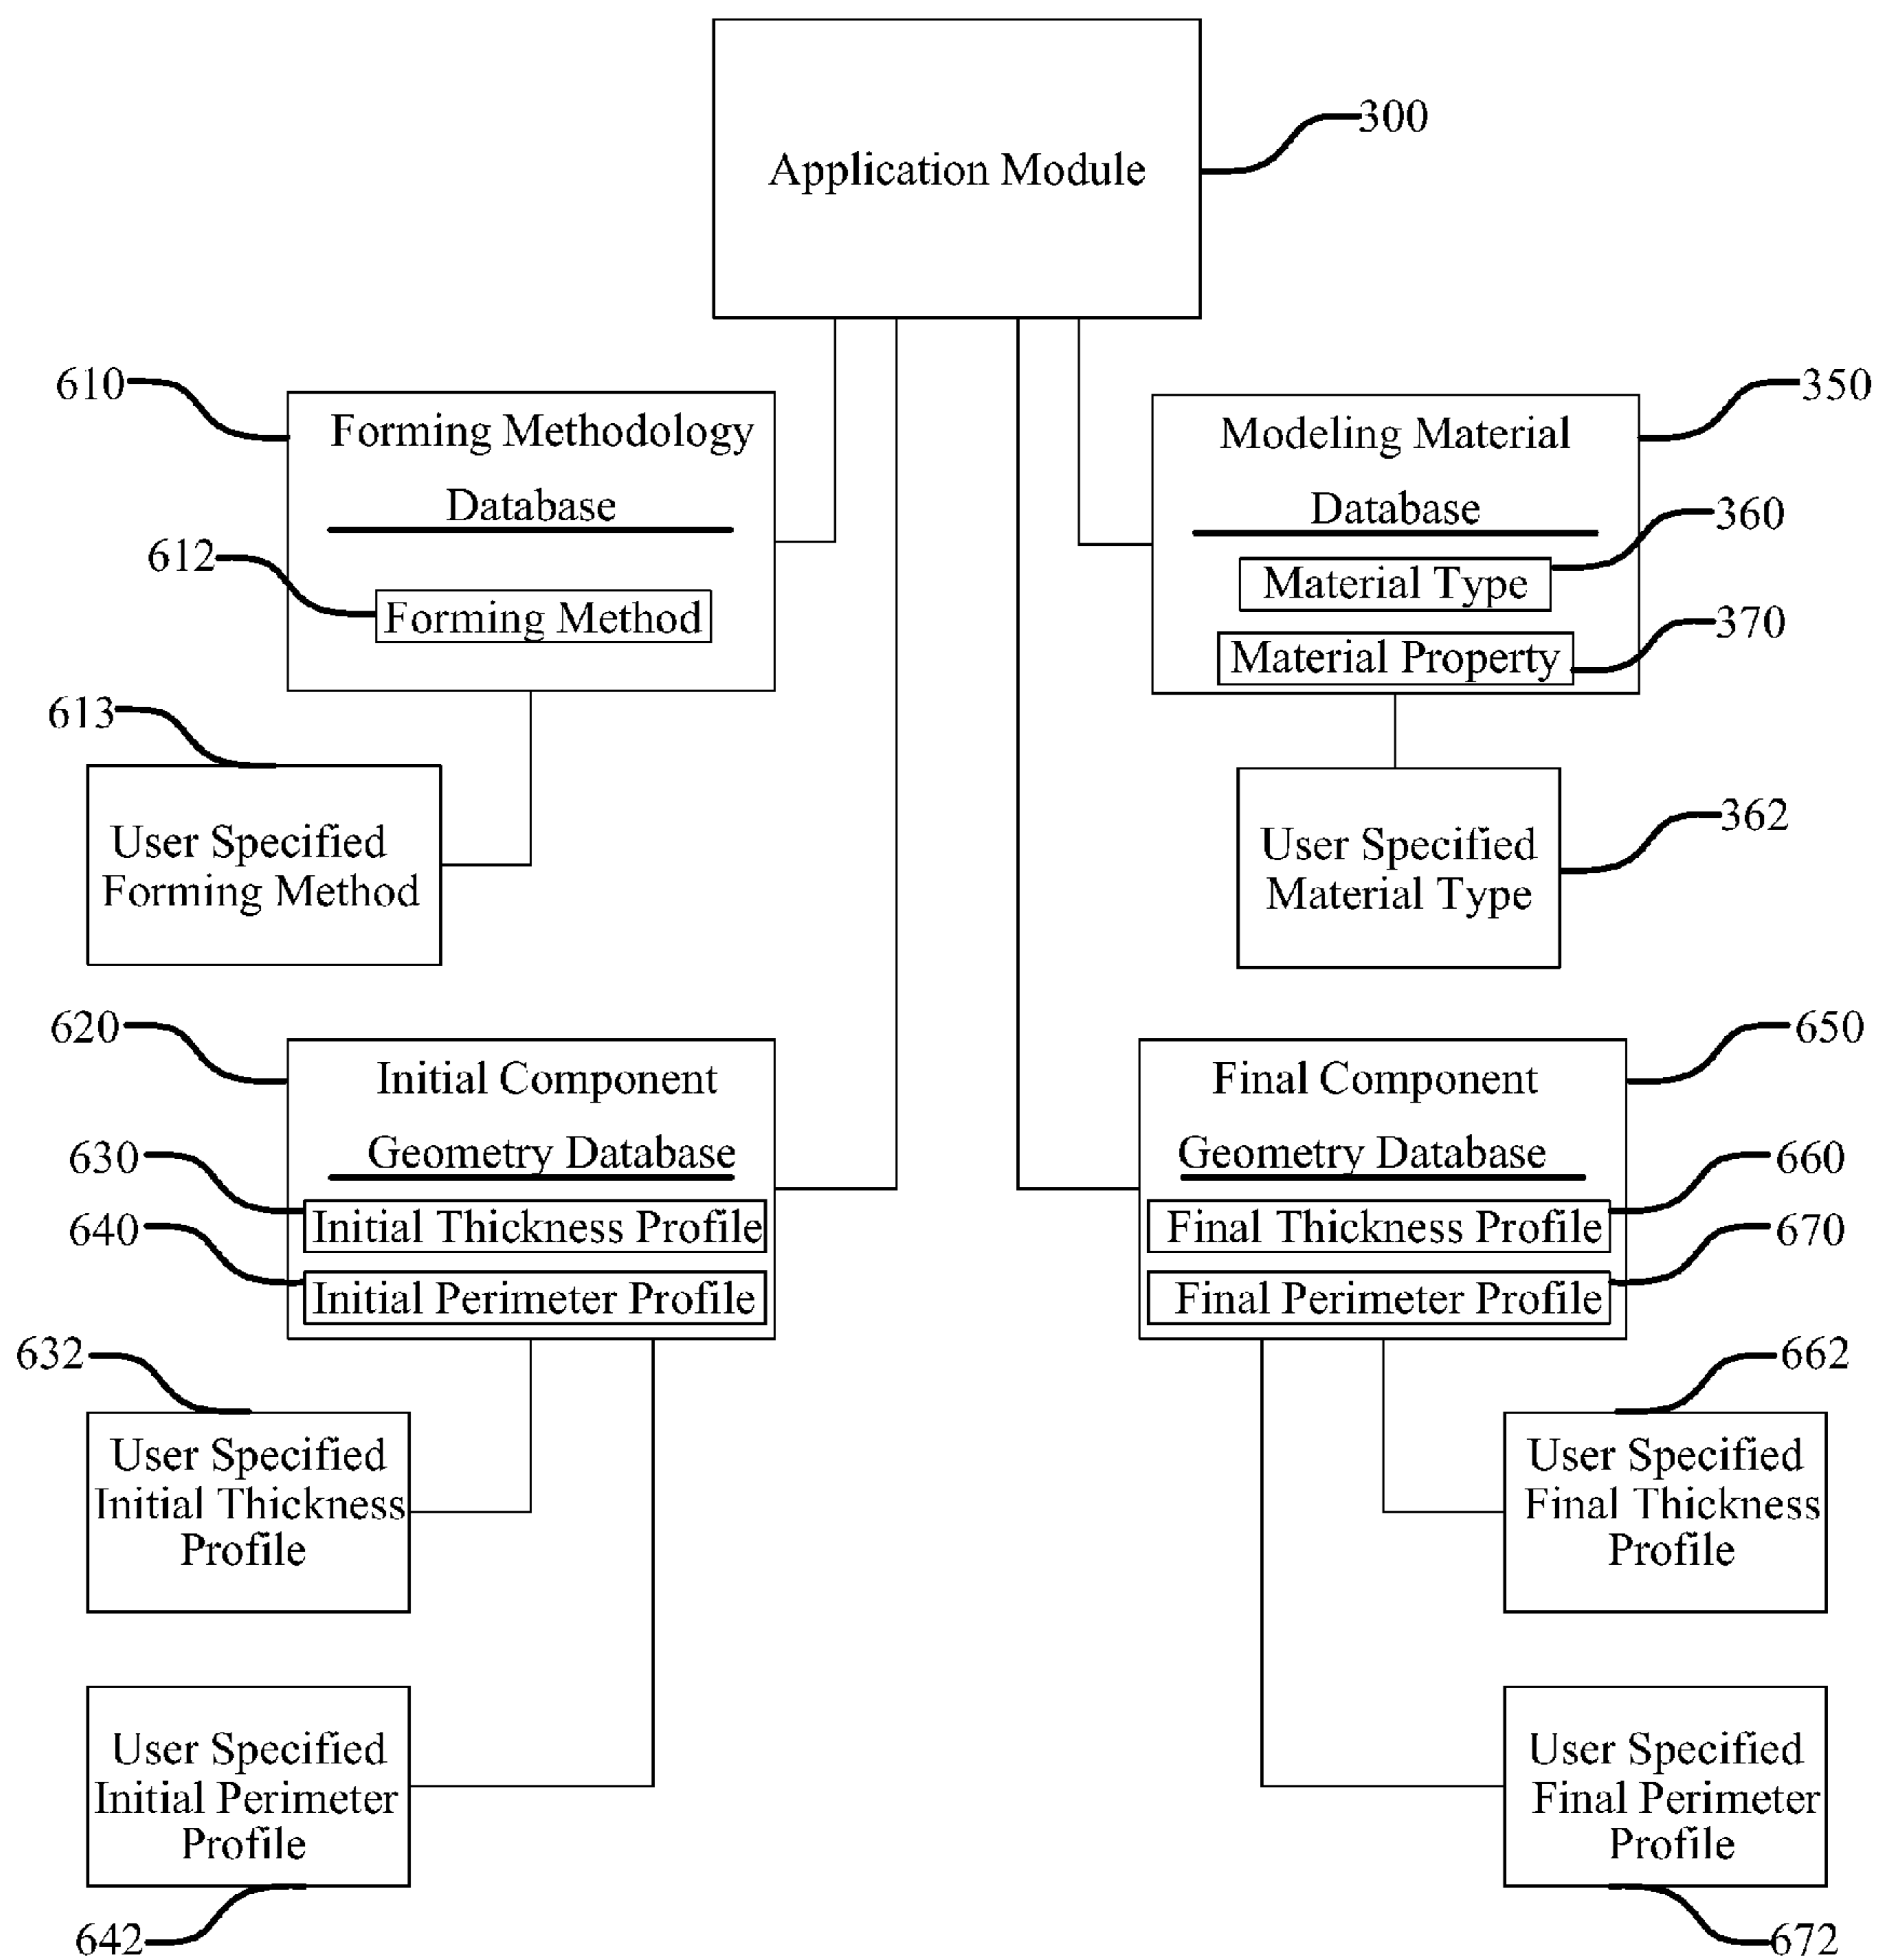 Application Module
300
610
Forming Methodology
Database
612
Forming Method
350
Modeling Material
Database
360
Material Type
370
Material Property
613
User Specified
Forming Method
362
User Specified
Material Type
620
Initial Component
Geometry Database
630
Initial Thickness Profile
640
Initial Perimeter Profile
650
Final Component
Geometry Database
660
Final Thickness Profile
670
Final Perimeter Profile
632
User Specified
Initial Thickness
Profile
662
User Specified
Final Thickness
Profile
User Specified
Initial Perimeter
Profile
642
User Specified
Final Perimeter
Profile
672